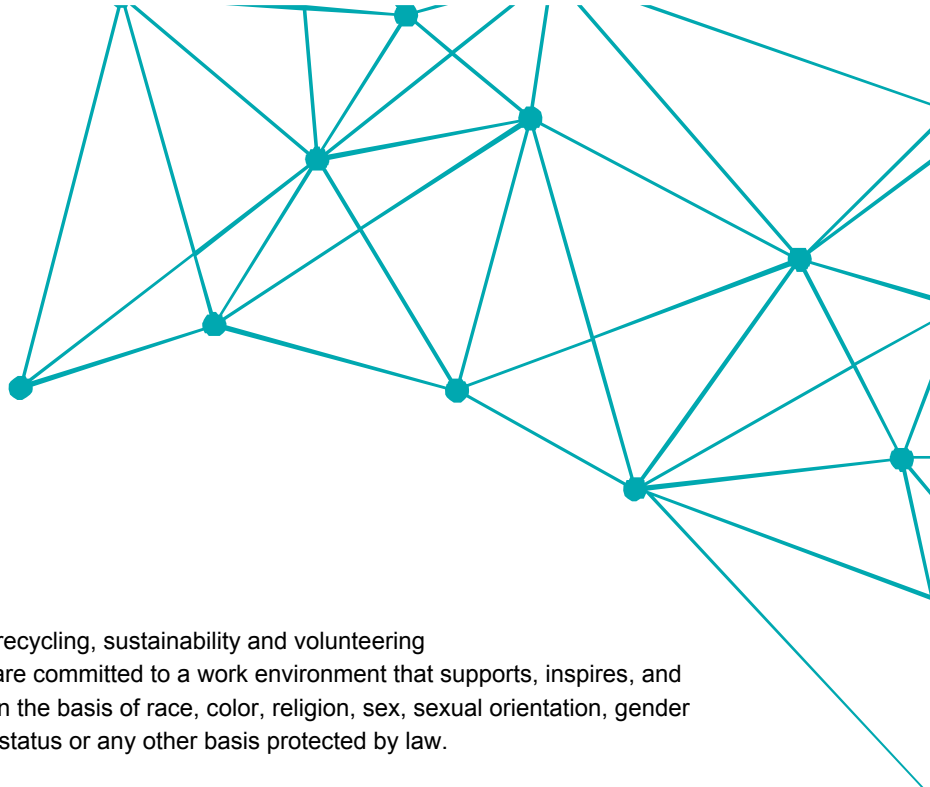 recycling, sustainability and volunteering
are committed to a work environment that supports, inspires, and
n the basis of race, color, religion, sex, sexual orientation, gender
status or any other basis protected by law.